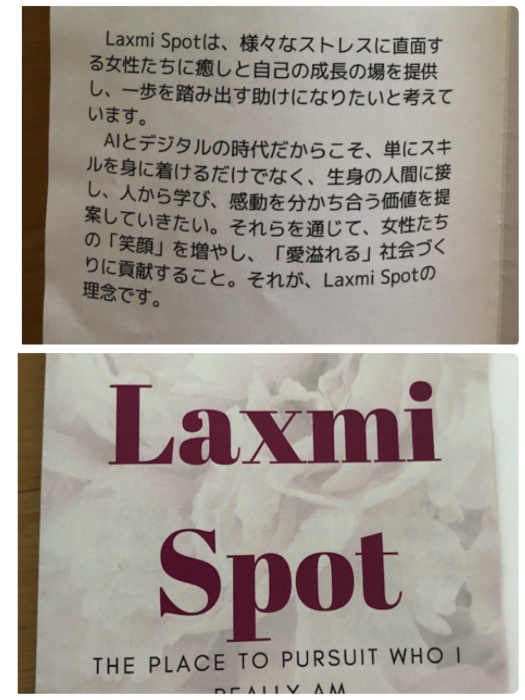 Laxmi Spotは、様々なストレスに直面す
る女性たちに癒しと自己の成長の場を提供
し、一歩を踏み出す助けになりたいと考えて
います。
AIとデジタルの時代だからこそ、単にスキ
ルを身に着けるだけでなく、生身の人間に接
し、人から学び、感動を分かち合う価値を提
案していきたい。それらを通じて、女性たち
の「笑顔」を増やし、「愛溢れる」社会づく
りに貢献すること。それが、Laxmi Spotの
理念です。
Laxmi
Spot
THE PLACE TO PURSUIT WHO I
REALLY AM